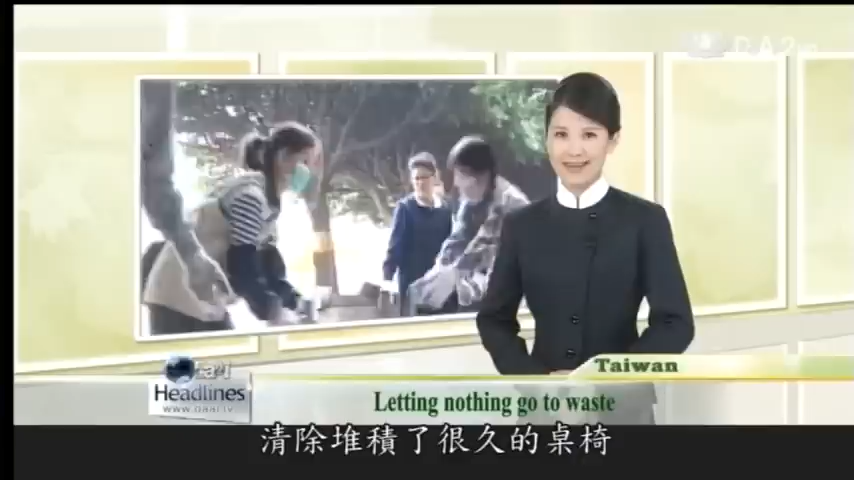 DA2
Taiwan
Headlines
www.daai.tv
Letting nothing go to waste
清除堆積了很久的桌椅